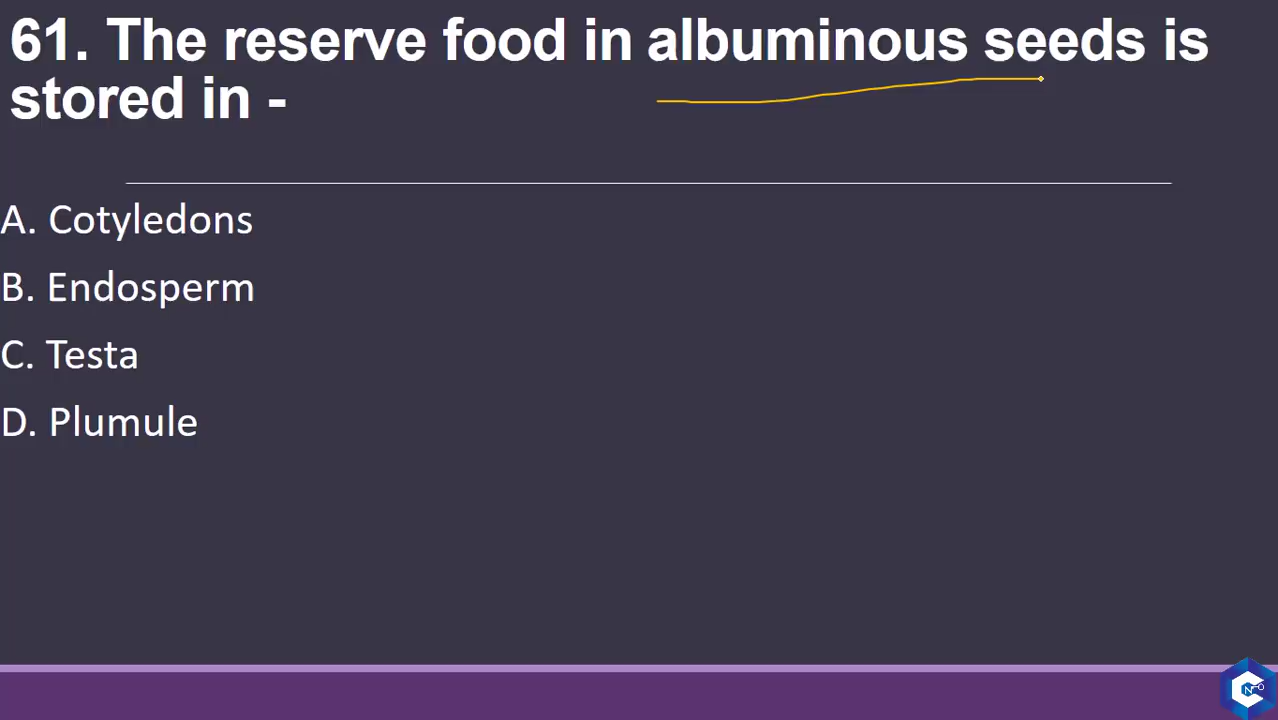 61. The reserve food in albuminous seeds is
stored in -
A. Cotyledons
B. Endosperm
C. Testa
D. Plumule